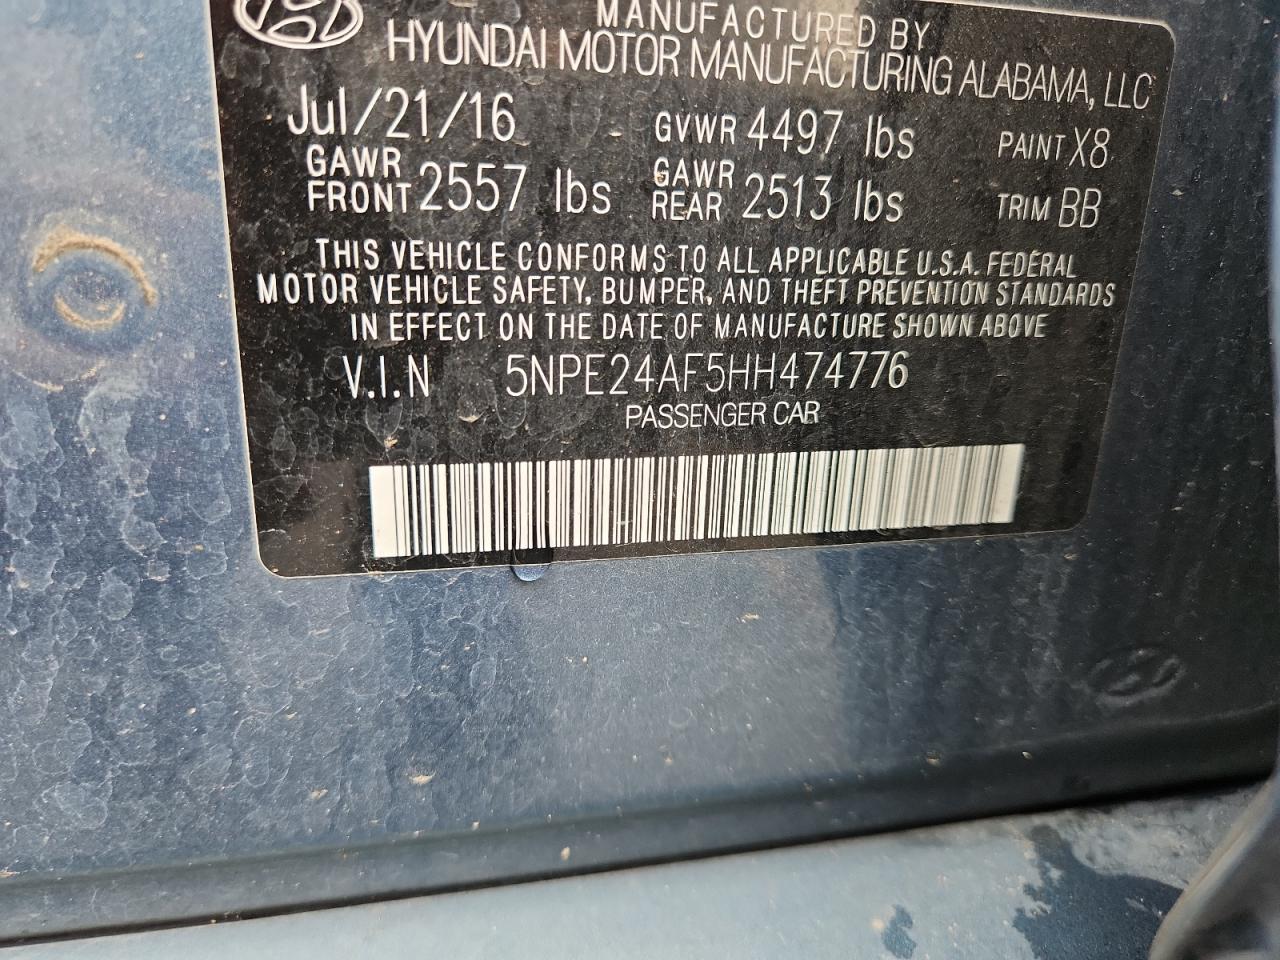 MANUFACTURED BY
HYUNDAI MOTOR MANUFACTURING ALABAMA, LLC
Jul/21/16 GVWR 4497 lbs PAINT X8
GAWR FRONT 2557 lbs GAWR REAR 2513 lbs TRIM BB
THIS VEHICLE CONFORMS TO ALL APPLICABLE U.S.A. FEDERAL
MOTOR VEHICLE SAFETY, BUMPER, AND THEFT PREVENTION STANDARDS
IN EFFECT ON THE DATE OF MANUFACTURE SHOWN ABOVE
V.I.N 5NPE24AF5HH474776
PASSENGER CAR